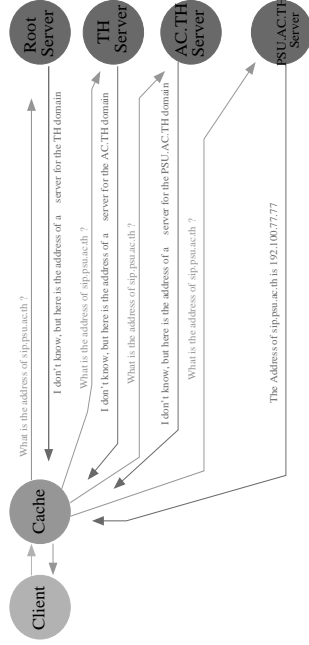 Root
Server
TH
Server
AC.TH
Server
PSU.AC.TH
Server
What is the address of sip.psu.ac.th ?
I don't know, but here is the address of a server for the TH domain
What is the address of sip.psu.ac.th ?
I don't know, but here is the address of a server for the AC.TH domain
What is the address of sip.psu.ac.th ?
I don't know, but here is the address of a server for the PSU.AC.TH domain
What is the address of sip.psu.ac.th ?
The Address of sip.psu.ac.th is 192.100.77.77
Cache
Client